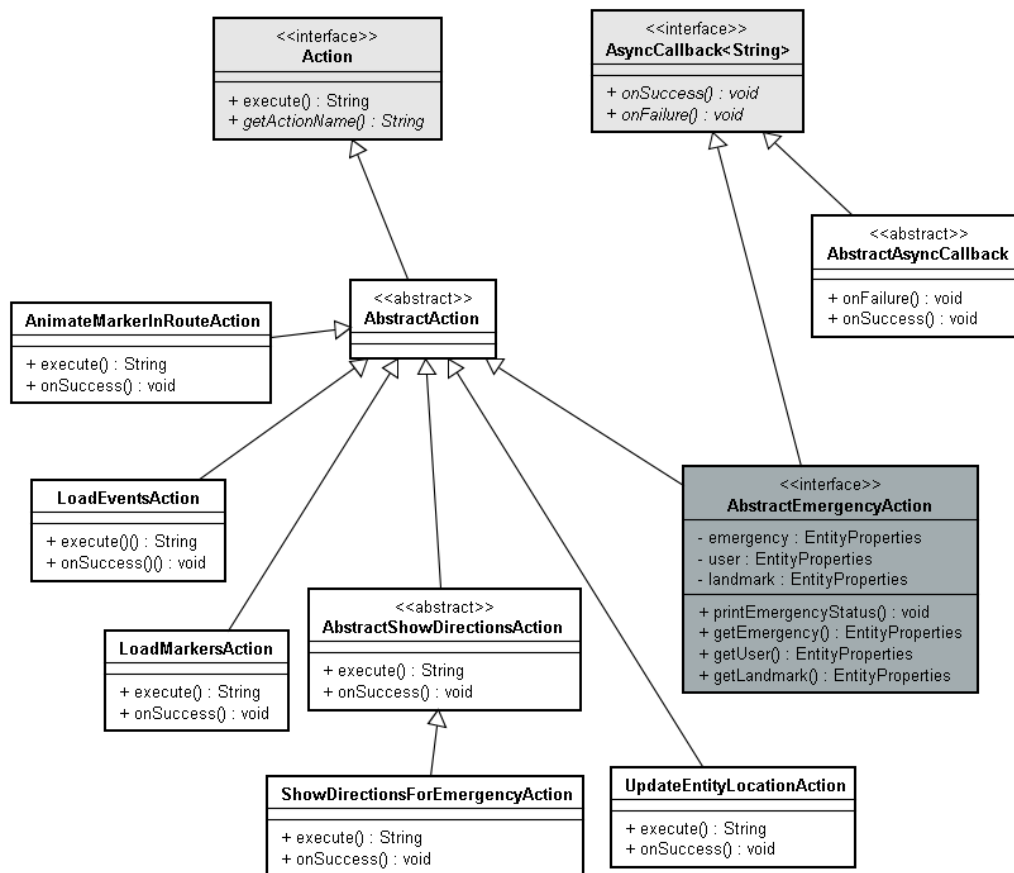 <<interface>>
Action
+ execute() : String
+ getActionName() : String
<<interface>>
AsyncCallback<String>
+ onSuccess() : void
+ onFailure() : void
<<abstract>>
AbstractAsyncCallback
+ onFailure() : void
+ onSuccess() : void
<<abstract>>
AbstractAction
AnimateMarkerInRouteAction
+ execute() : String
+ onSuccess() : void
LoadEventsAction
+ execute()() : String
+ onSuccess()() : void
<<interface>>
AbstractEmergencyAction
- emergency : EntityProperties
- user : EntityProperties
- landmark : EntityProperties
+ printEmergencyStatus() : void
+ getEmergency() : EntityProperties
+ getUser() : EntityProperties
+ getLandmark() : EntityProperties
<<abstract>>
AbstractShowDirectionsAction
+ execute() : String
+ onSuccess() : void
LoadMarkersAction
+ execute() : String
+ onSuccess() : void
ShowDirectionsForEmergencyAction
+ execute() : String
+ onSuccess() : void
UpdateEntityLocationAction
+ execute() : String
+ onSuccess() : void